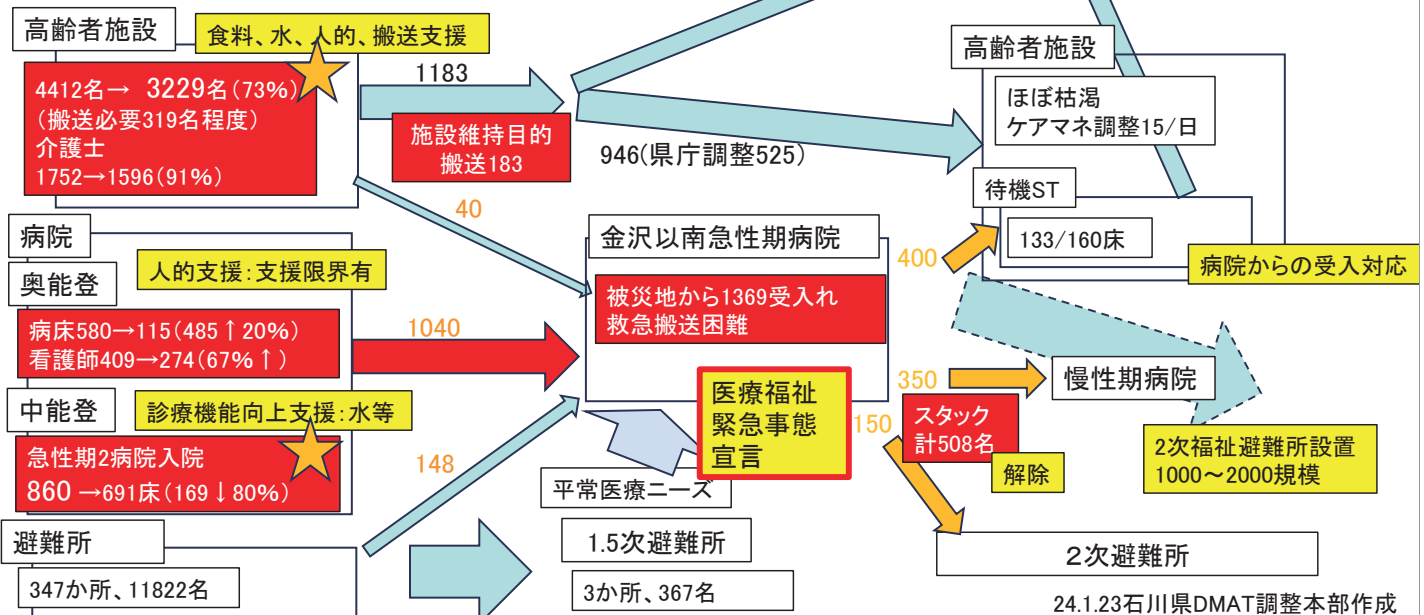 高齢者施設
食料、水、人的、搬送支援
4412名→ 3229名(73%)
(搬送必要319名程度)
介護士
1752→1596(91%)
1183
施設維持目的
搬送183
946(県庁調整525)
高齢者施設
ほぼ枯渇
ケアマネ調整15/日
待機ST
133/160床
病院からの受入対応
40
病院
奥能登
人的支援:支援限界有
病床580→115(485↑20%)
看護師409→274(67%↑)
1040
金沢以南急性期病院
被災地から1369受入れ
救急搬送困難
400
中能登
診療機能向上支援:水等
急性期2病院入院
860 →691床(169↓80%)
148
医療福祉
緊急事態
宣言
平常医療ニーズ
350
慢性期病院
150
スタック
計508名
解除
2次福祉避難所設置
1000~2000規模
避難所
347か所、11822名
1.5次避難所
3か所、367名
2次避難所
24.1.23石川県DMAT調整本部作成